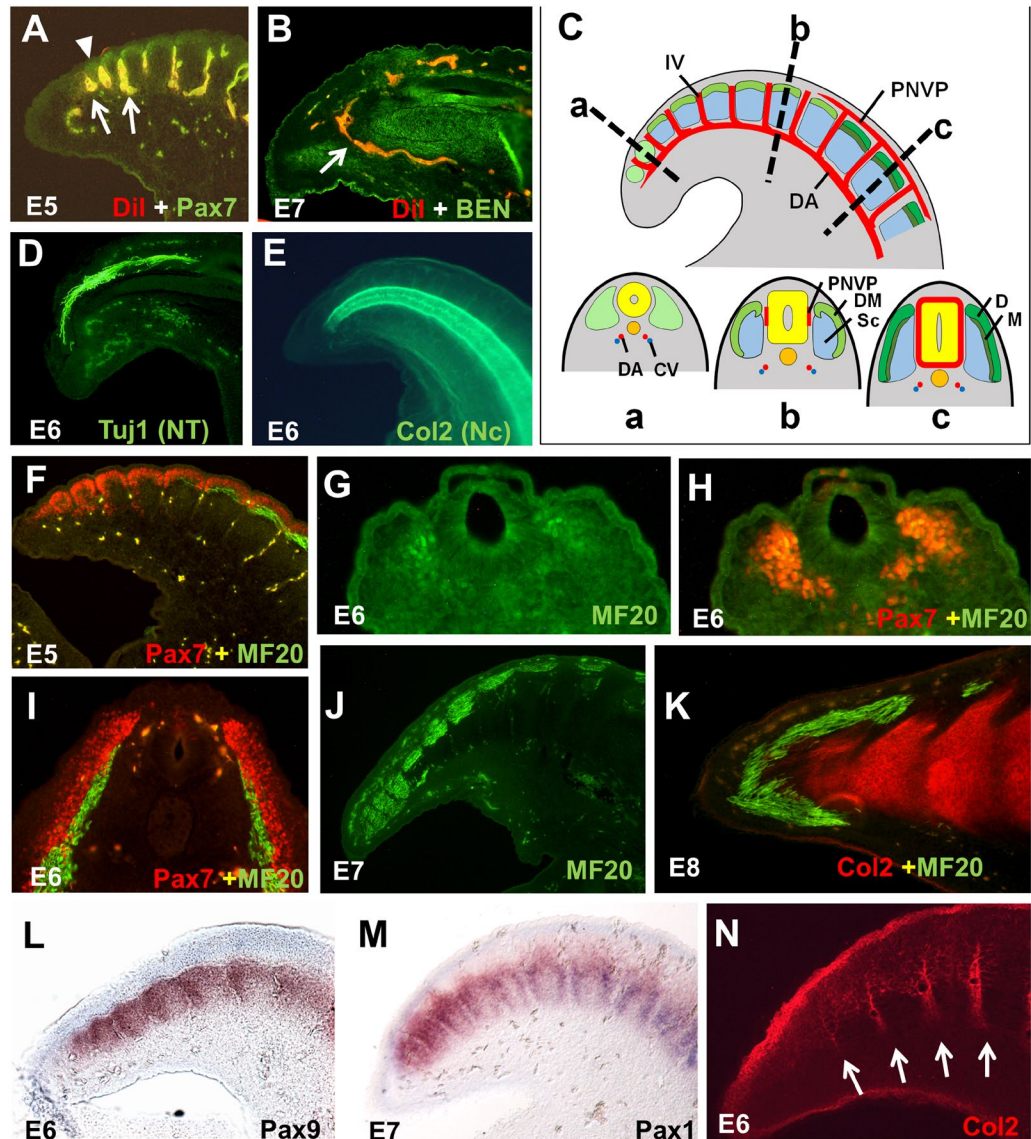 A
E5
DiI + Pax7
B
E7
DiI + BEN
C
b
IV
PNVP
a
c
DA
PNVP
DM
Sc
D
M
DA
CV
a
b
c
D
E6
Tuj1 (NT)
E
E6
Col2 (Nc)
F
E5
Pax7 + MF20
G
E6
MF20
H
E6
Pax7 +MF20
I
E6
Pax7 +MF20
J
E7
MF20
K
E8
Col2 +MF20
L
E6
Pax9
M
E7
Pax1
N
E6
Col2